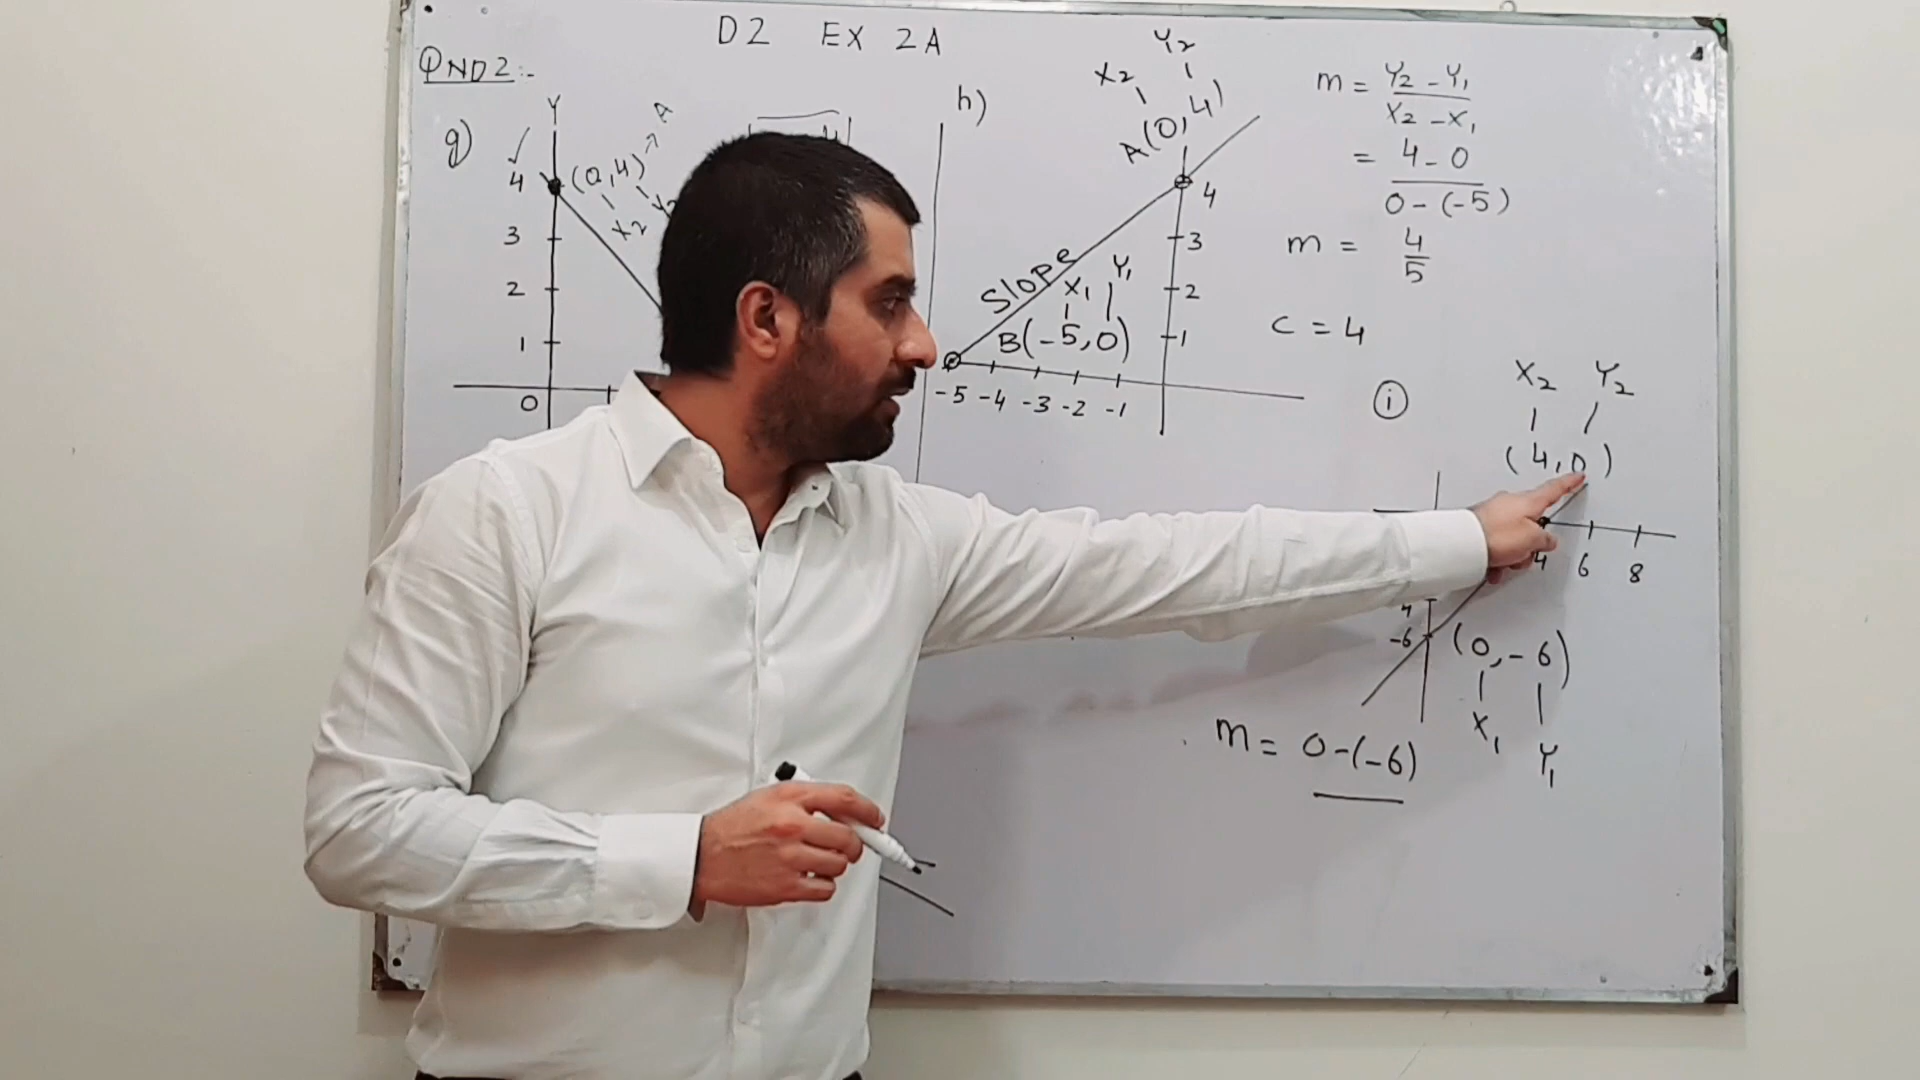 D2 EX 2A
QNO2:-
g)
Y
4
3
2
1
0
(0,4) → A
X2 Y2
h)
X2 Y2
A(0,4)
4
3
2
1
Slope
X1 Y1
B(-5,0)
-5 -4 -3 -2 -1
m = Y2 - Y1
X2 - X1
= 4 - 0
0 - (-5)
m = 4
5
c = 4
i
X2 Y2
(4,0)
4 6 8
-6
(0,-6)
X1 Y1
m = 0-(-6)